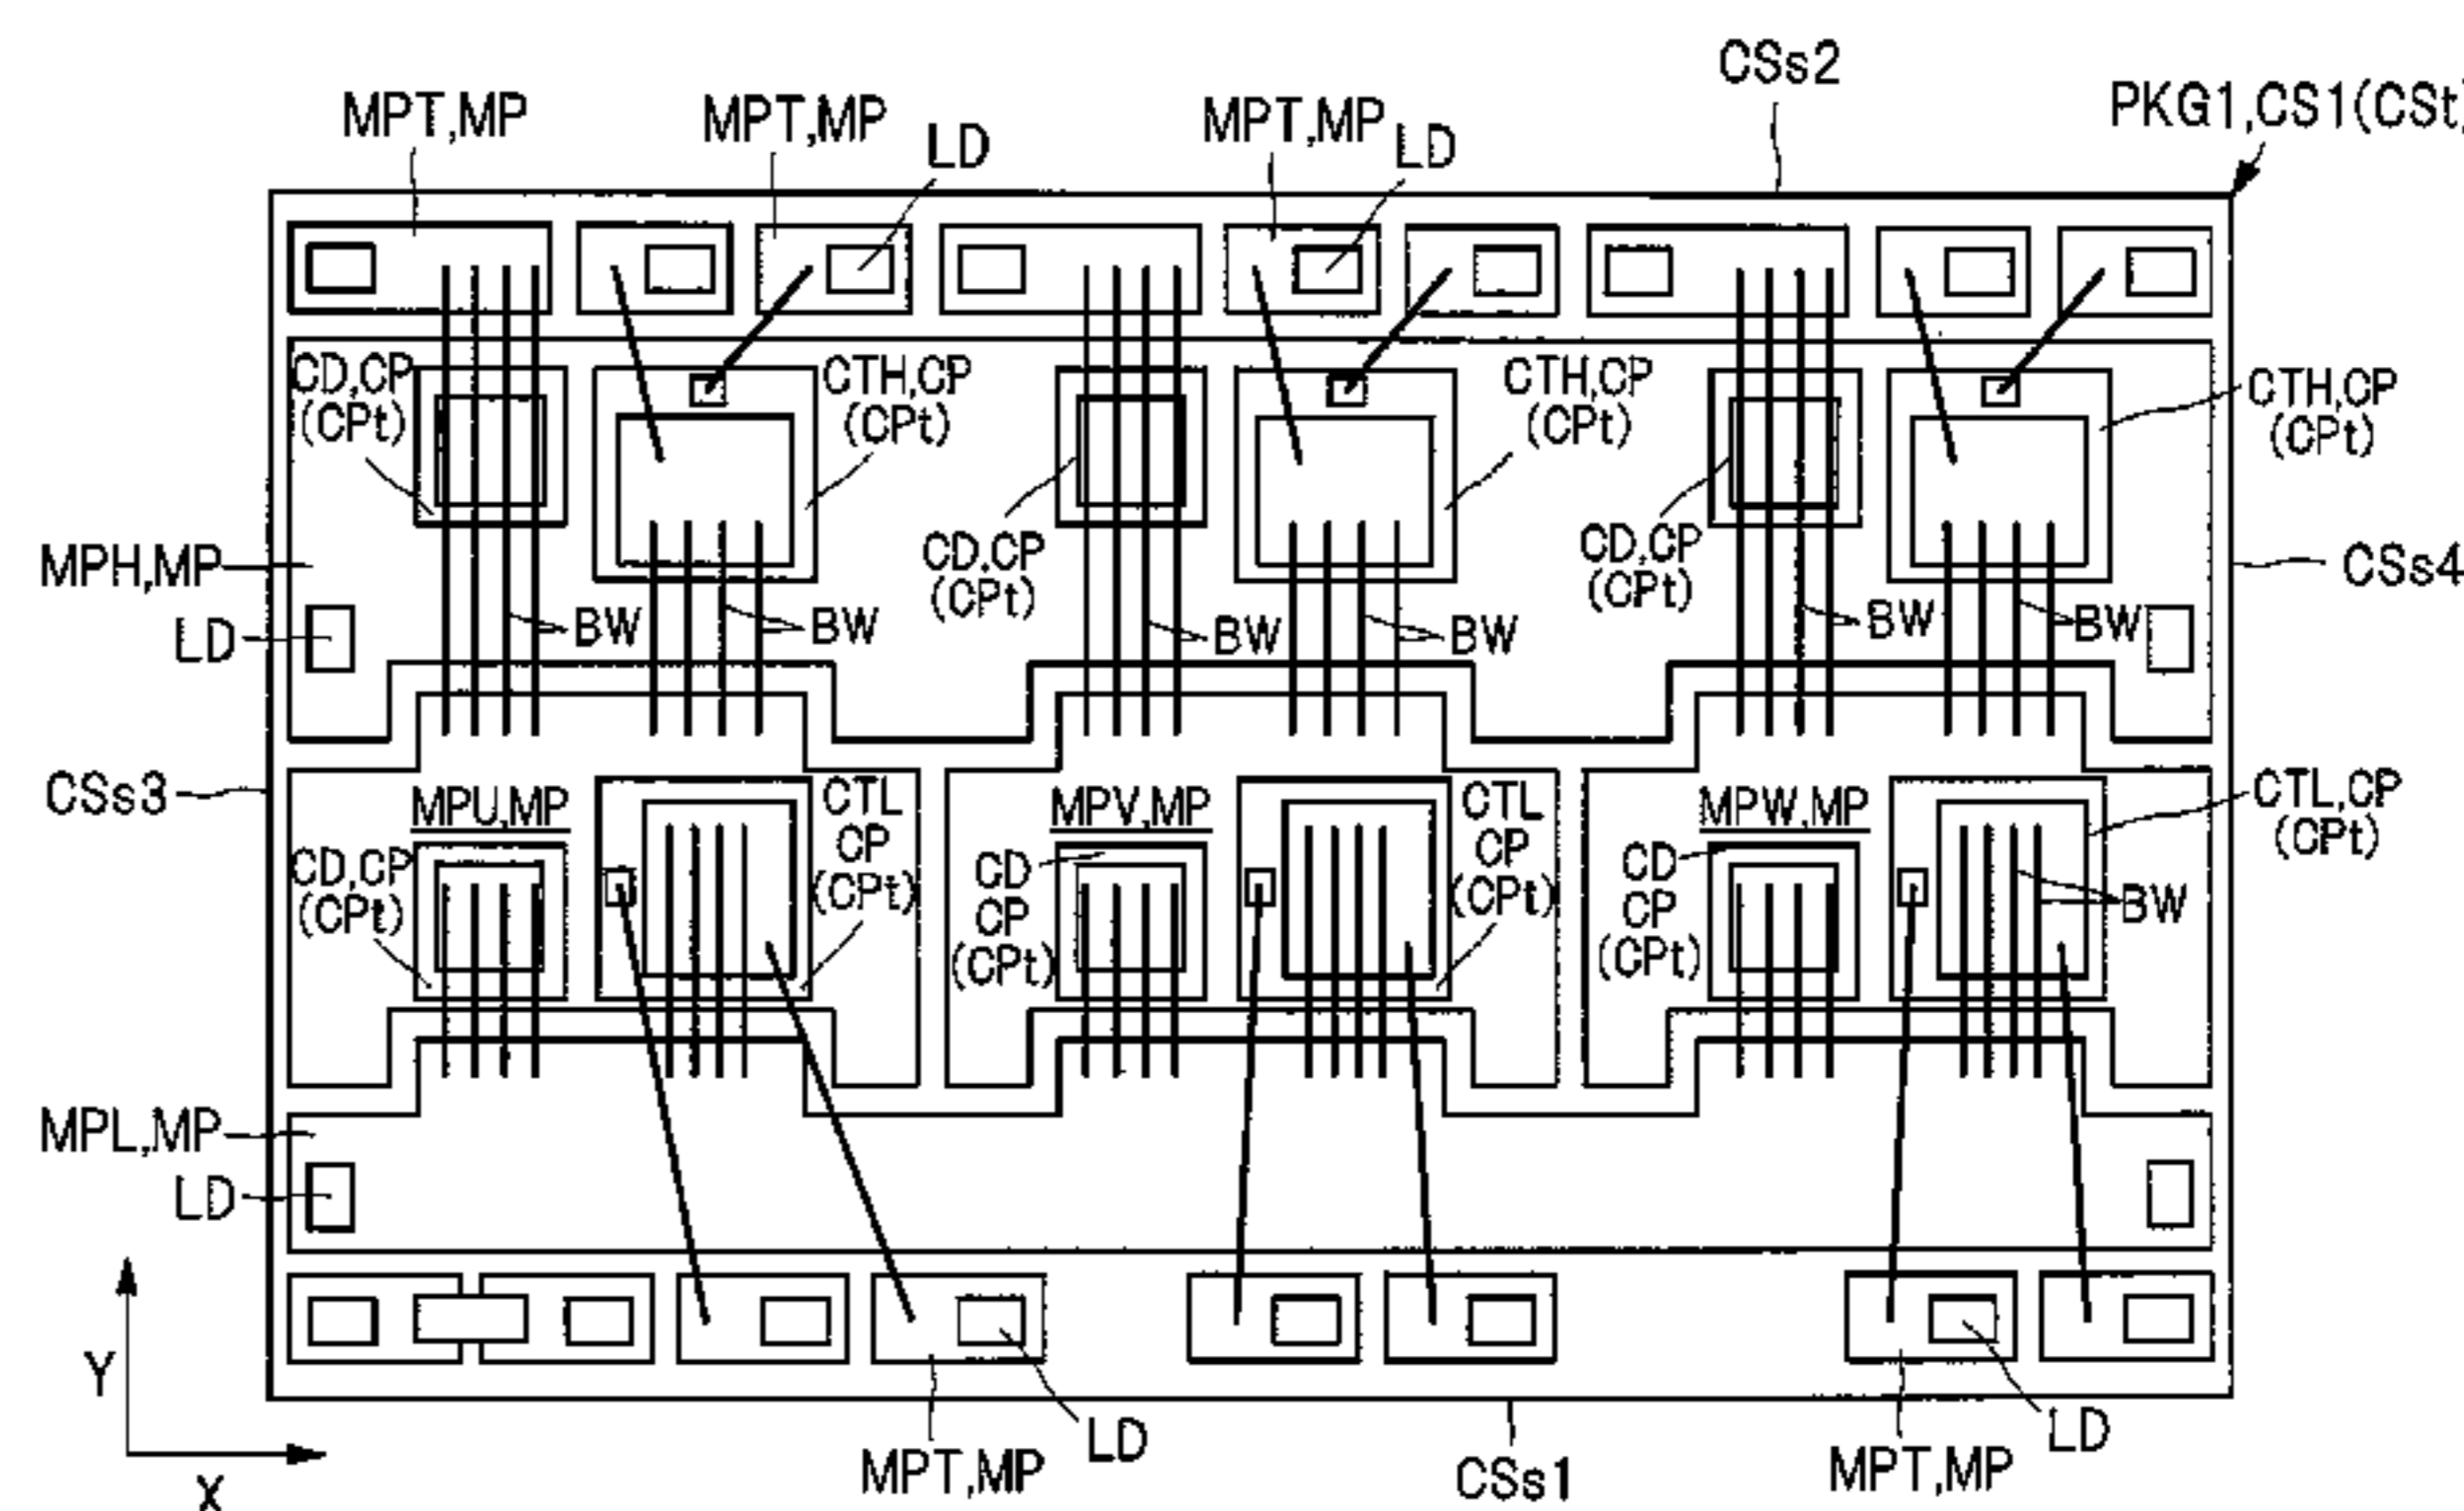 CSs2
PKG1,CS1(CSt)
MPT,MP
MPT,MP
LD
MPT,MP
LD
CD,CP
(CPt)
CTH,CP
(CPt)
CTH,CP
(CPt)
CTH,CP
(CPt)
CD,CP
(CPt)
CD,CP
(CPt)
MPH,MP
CSs4
LD
BW
BW
BW
BW
BW
BW
CSs3
MPU,MP
CTL
CP
(CPt)
MPV,MP
CTL
CP
(CPt)
MPW,MP
CTL,CP
(CPt)
CD,CP
(CPt)
CD
CP
(CPt)
CD
CP
(CPt)
BW
MPL,MP
LD
Y
X
MPT,MP
LD
CSs1
MPT,MP
LD